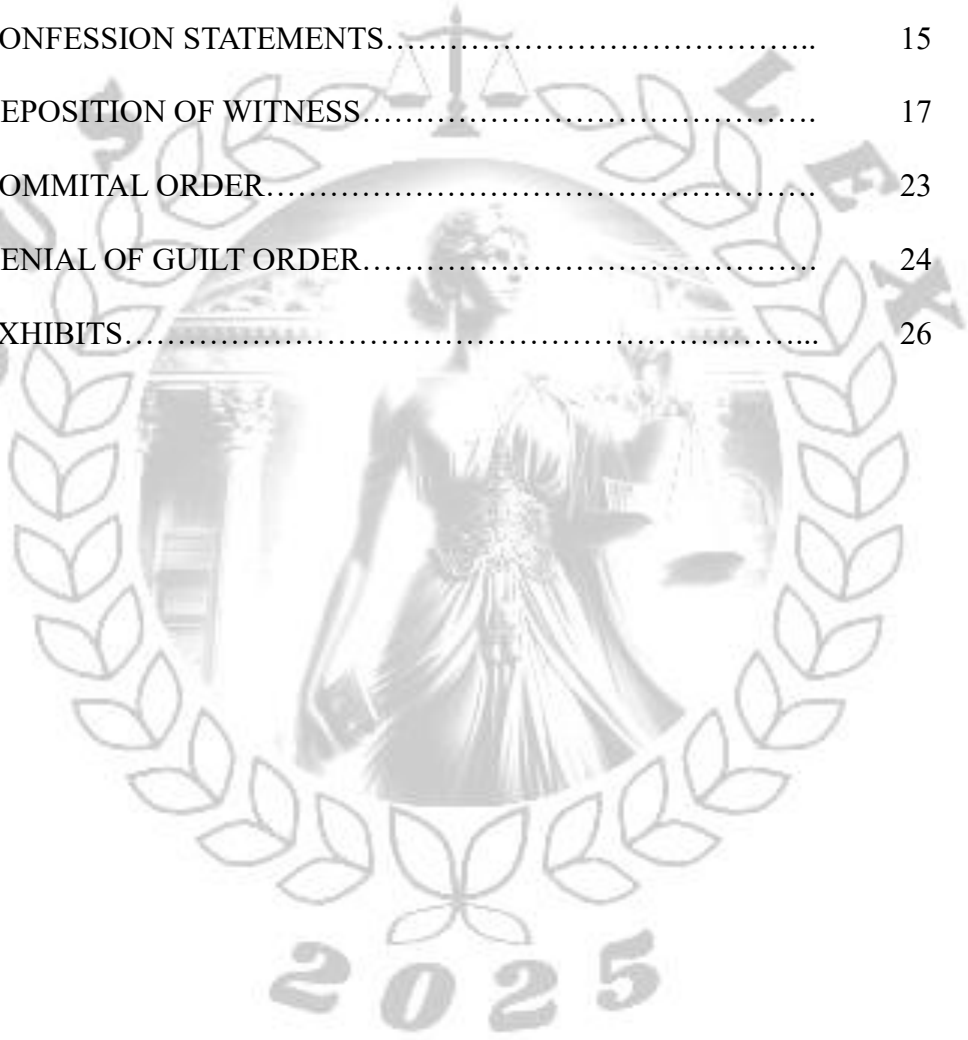 ONFESSION STATEMENTS…………………………………….. 15
EPOSITION OF WITNESS……………………………………. 17
OMMITAL ORDER……………………………………………….. 23
ENIAL OF GUILT ORDER……………………………………. 24
XHIBITS………………………………………………………... 26
L E X
2025